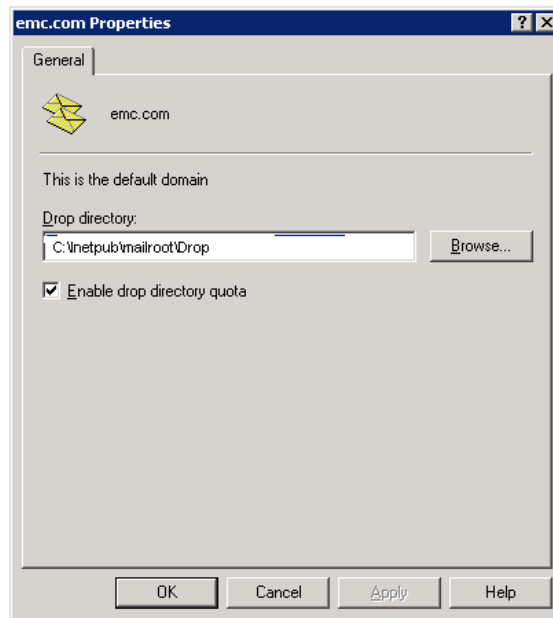 emc.com Properties
General
emc.com
This is the default domain
Drop directory:
C:\Inetpub\mailroot\Drop
Browse...
Enable drop directory quota
OK Cancel Apply Help